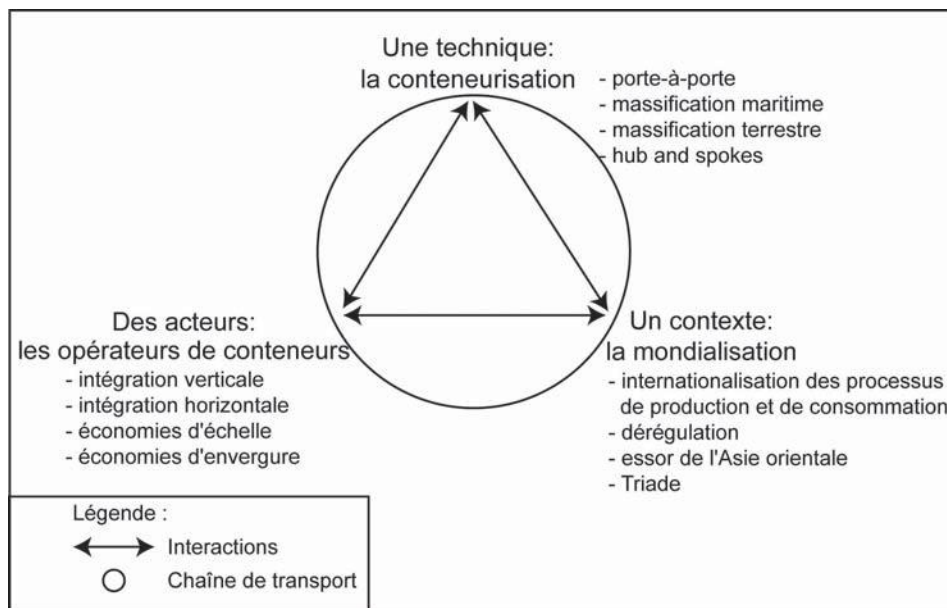 Une technique:
la conteneurisation
- porte-à-porte
- massification maritime
- massification terrestre
- hub and spokes
Des acteurs:
les opérateurs de conteneurs
- intégration verticale
- intégration horizontale
- économies d'échelle
- économies d'envergure
Un contexte:
la mondialisation
- internationalisation des processus
de production et de consommation
- dérégulation
- essor de l'Asie orientale
- Triade
Légende :
Interactions
Chaîne de transport